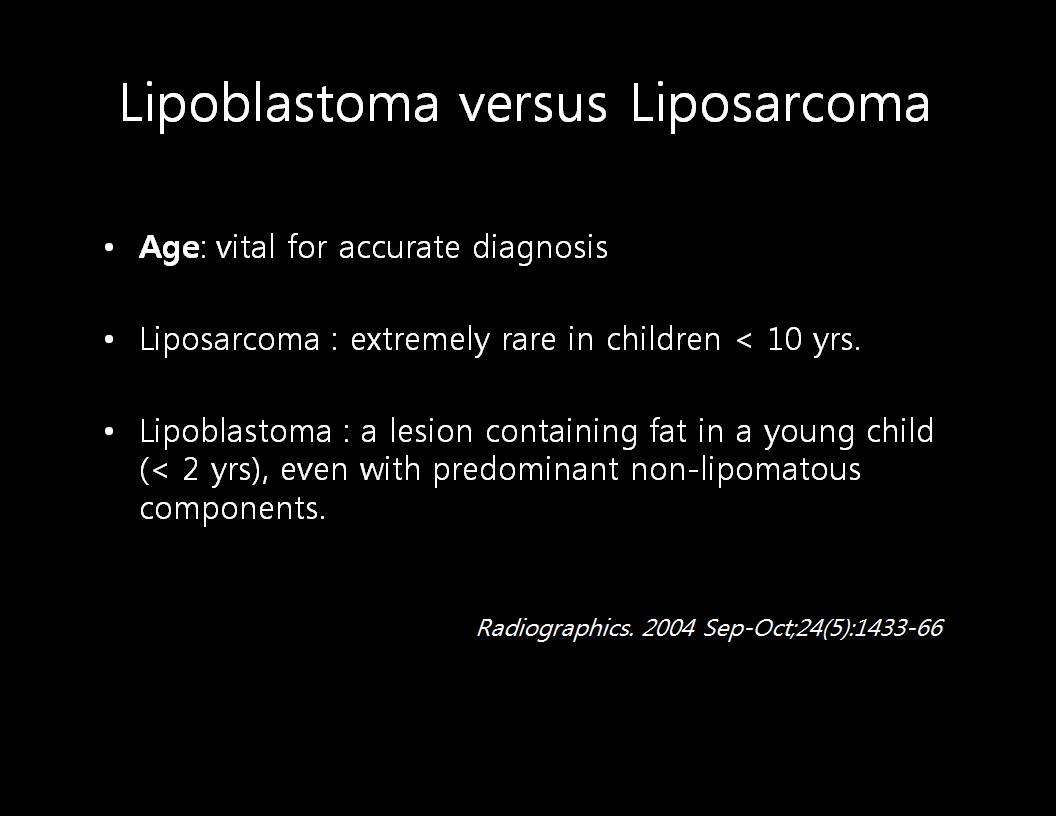 Lipoblastoma versus Liposarcoma
• Age: vital for accurate diagnosis
• Liposarcoma : extremely rare in children < 10 yrs.
• Lipoblastoma : a lesion containing fat in a young child
(< 2 yrs), even with predominant non-lipomatous
components.
Radiographics. 2004 Sep-Oct;24(5):1433-66